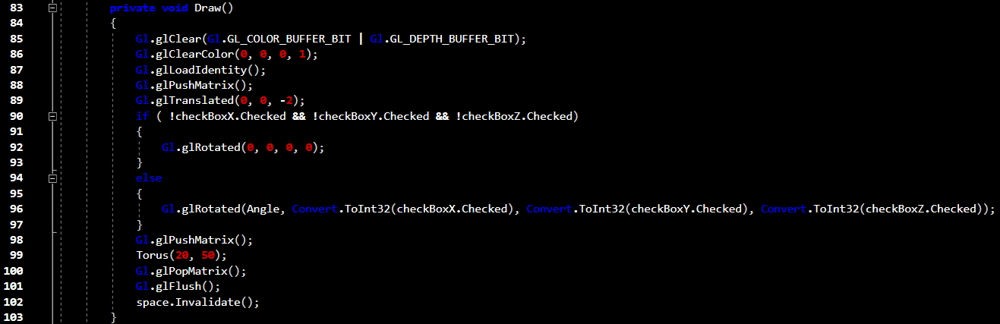 83 private void Draw()
84 {
85 Gl.glClear(Gl.GL_COLOR_BUFFER_BIT | Gl.GL_DEPTH_BUFFER_BIT);
86 Gl.glClearColor(0, 0, 0, 1);
87 Gl.glLoadIdentity();
88 Gl.glPushMatrix();
89 Gl.glTranslated(0, 0, -2);
90 if ( !checkBoxX.Checked && !checkBoxY.Checked && !checkBoxZ.Checked)
91 {
92 Gl.glRotated(0, 0, 0, 0);
93 }
94 else
95 {
96 Gl.glRotated(Angle, Convert.ToInt32(checkBoxX.Checked), Convert.ToInt32(checkBoxY.Checked), Convert.ToInt32(checkBoxZ.Checked));
97 }
98 Gl.glPushMatrix();
99 Torus(20, 50);
100 Gl.glPopMatrix();
101 Gl.glFlush();
102 space.Invalidate();
103 }